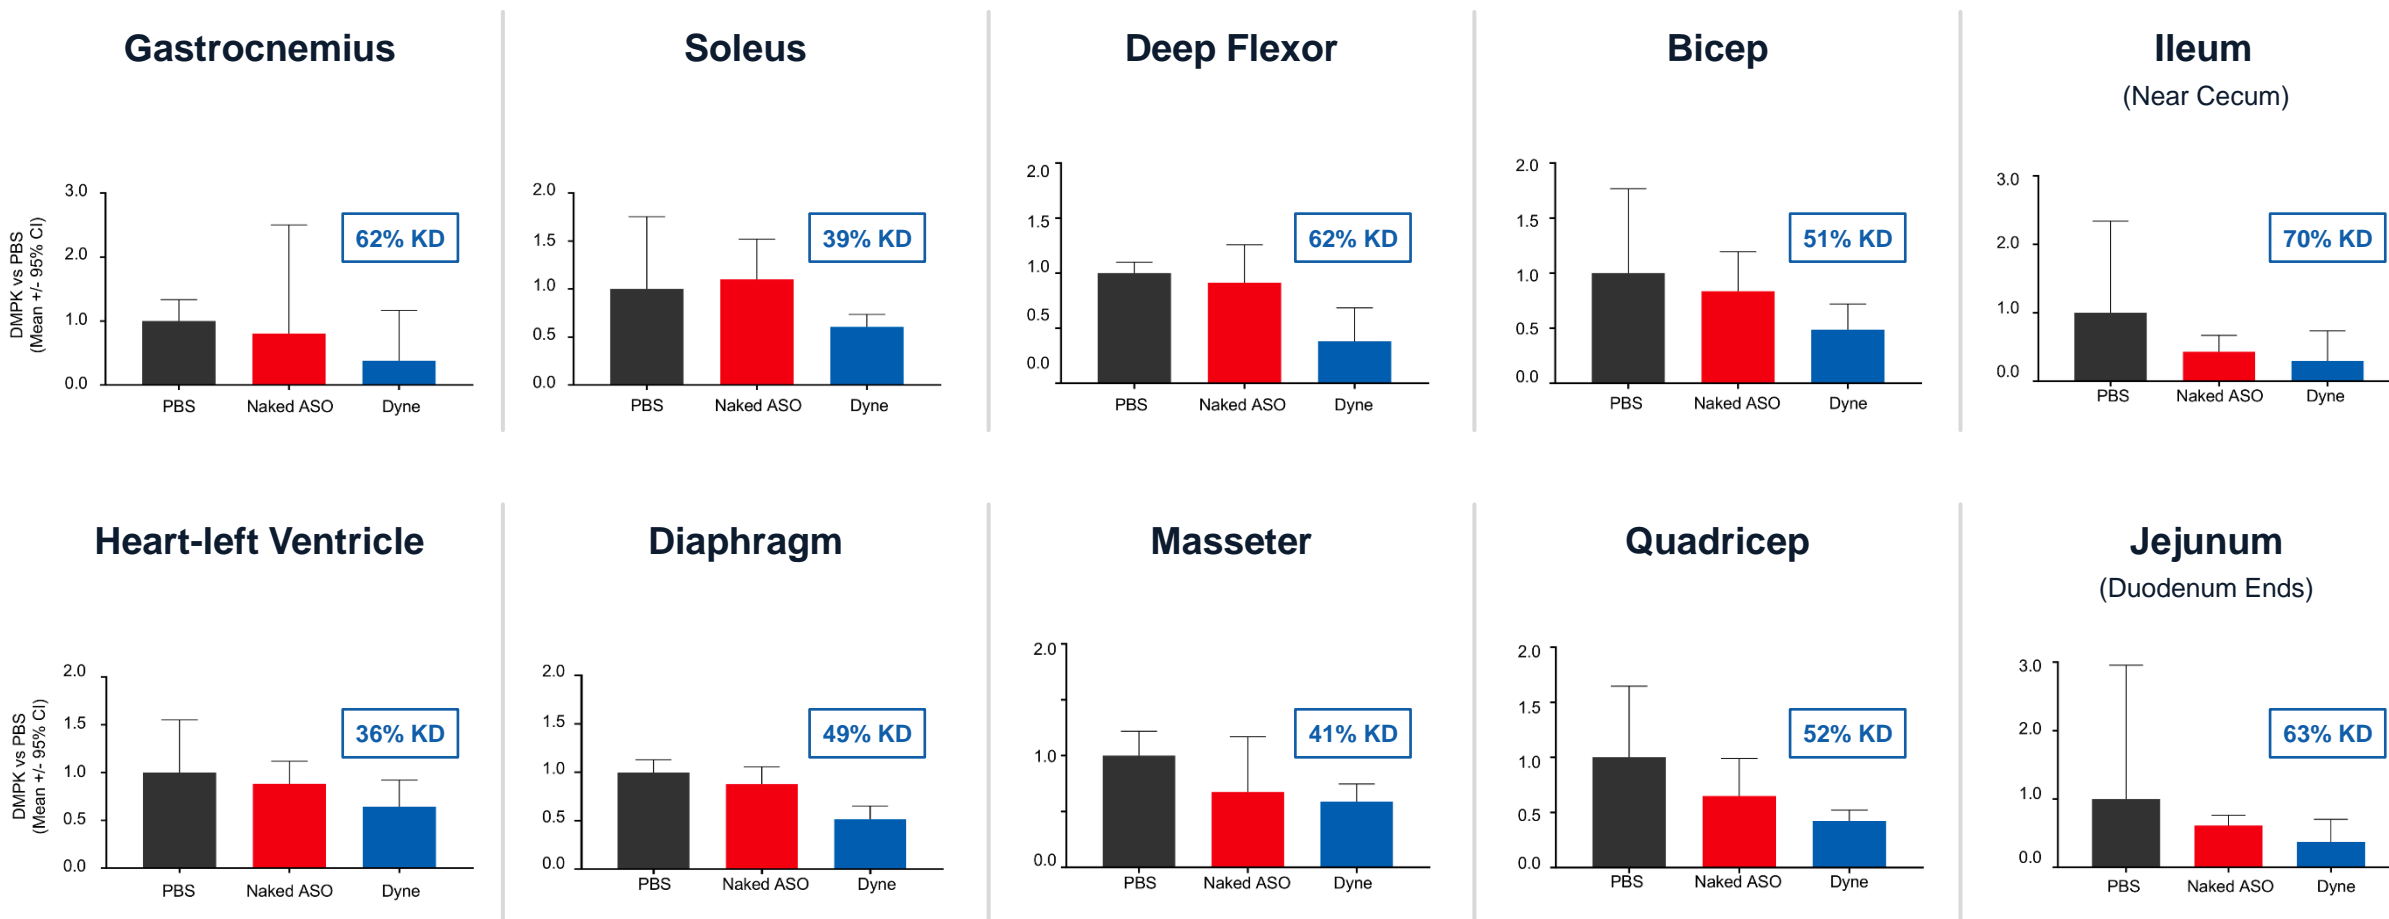 Gastrocnemius
DMPK vs PBS
(Mean +/- 95% CI)
3.0
2.0
1.0
0.0
62% KD
PBS Naked ASO Dyne
Soleus
2.0
1.5
1.0
0.5
0.0
39% KD
PBS Naked ASO Dyne
Deep Flexor
2.0
1.5
1.0
0.5
0.0
62% KD
PBS Naked ASO Dyne
Bicep
2.0
1.5
1.0
0.5
0.0
51% KD
PBS Naked ASO Dyne
Ileum
(Near Cecum)
3.0
2.0
1.0
0.0
70% KD
PBS Naked ASO Dyne
Heart-left Ventricle
DMPK vs PBS
(Mean +/- 95% CI)
2.0
1.5
1.0
0.5
0.0
36% KD
PBS Naked ASO Dyne
Diaphragm
2.0
1.5
1.0
0.5
0.0
49% KD
PBS Naked ASO Dyne
Masseter
2.0
1.0
0.0
41% KD
PBS Naked ASO Dyne
Quadricep
2.0
1.5
1.0
0.5
0.0
52% KD
PBS Naked ASO Dyne
Jejunum
(Duodenum Ends)
3.0
2.0
1.0
0.0
63% KD
PBS Naked ASO Dyne